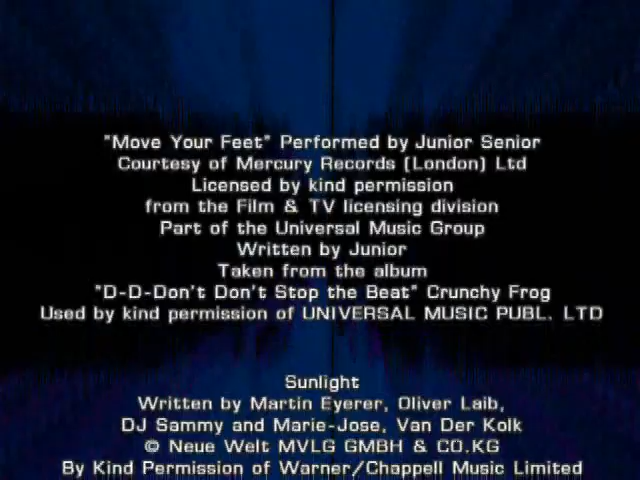 "Move Your Feet" Performed by Junior Senior
Courtesy of Mercury Records (London) Ltd
Licensed by kind permission
from the Film & TV licensing division
Part of the Universal Music Group
Written by Junior
Taken from the album
"D-D-Don't Don't Stop the Beat" Crunchy Frog
Used by kind permission of UNIVERSAL MUSIC PUBL. LTD
Sunlight
Written by Martin Eyerer, Oliver Laib,
DJ Sammy and Marie-Jose, Van Der Kolk
© Neue Welt MVLG GMBH & CO.KG
By Kind Permission of Warner/Chappell Music Limited